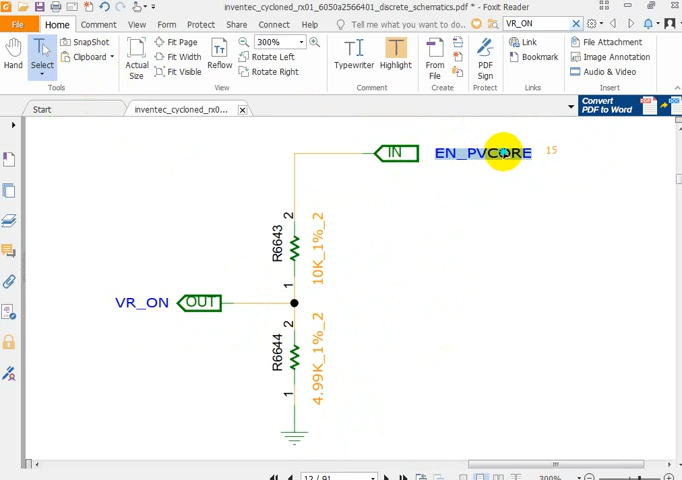 inventec_cycloned_rx01_6050a2566401_discrete_schematics.pdf * - Foxit Reader
File Home Comment View Form Protect Share Connect Help Tell me what you want to do... VR_ON
Hand
Select
SnapShot
Clipboard
Actual Size
Fit Page
Fit Width
Fit Visible
Reflow
300%
Rotate Left
Rotate Right
Typewriter
Highlight
From File
PDF Sign
Link
Bookmark
File Attachment
Image Annotation
Audio & Video
Tools View Comment Create Protect Links Insert
Start inventec_cycloned_rx0...
Convert PDF to Word
IN EN_PVCORE 15
2
R6643
10K_1%_2
1
VR_ON OUT
2
R6644
4.99K_1%_2
1
12 / 91
300%